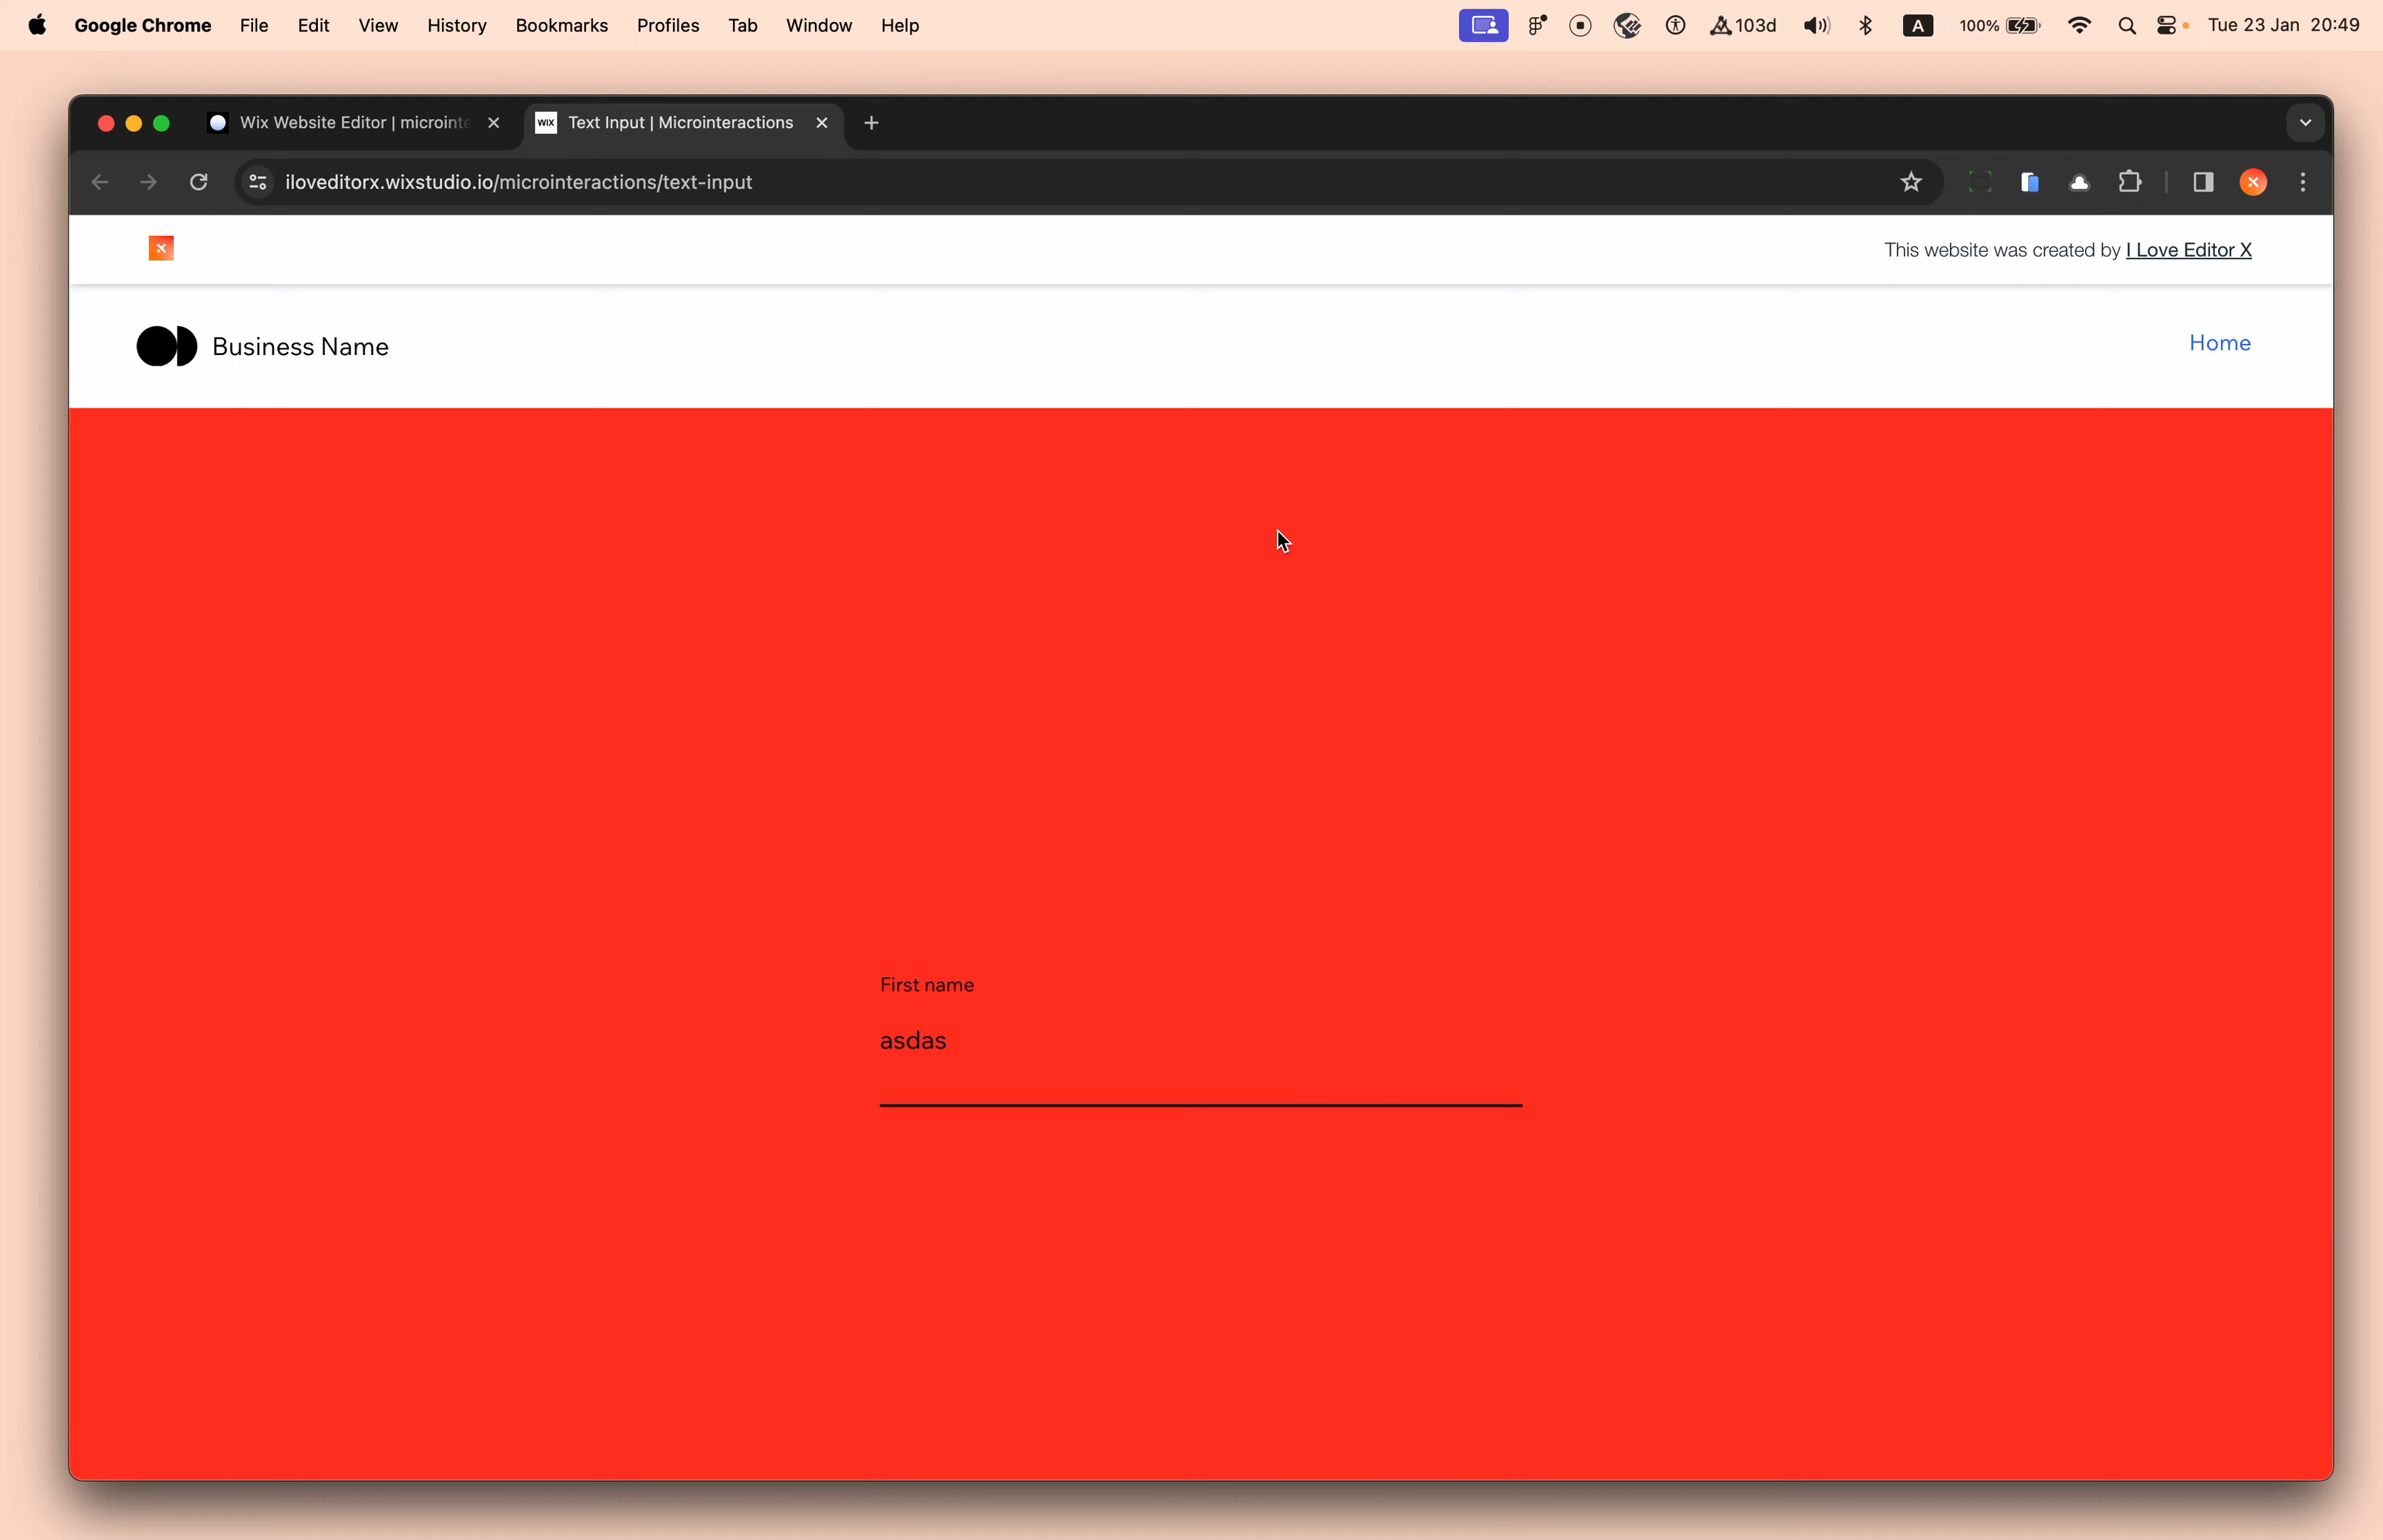 Google Chrome File Edit View History Bookmarks Profiles Tab Window Help 103d A 100% Tue 23 Jan 20:49
Wix Website Editor | microinte
WIX Text Input | Microinteractions
iloveditorx.wixstudio.io/microinteractions/text-input
This website was created by I Love Editor X
Business Name
Home
First name
asdas